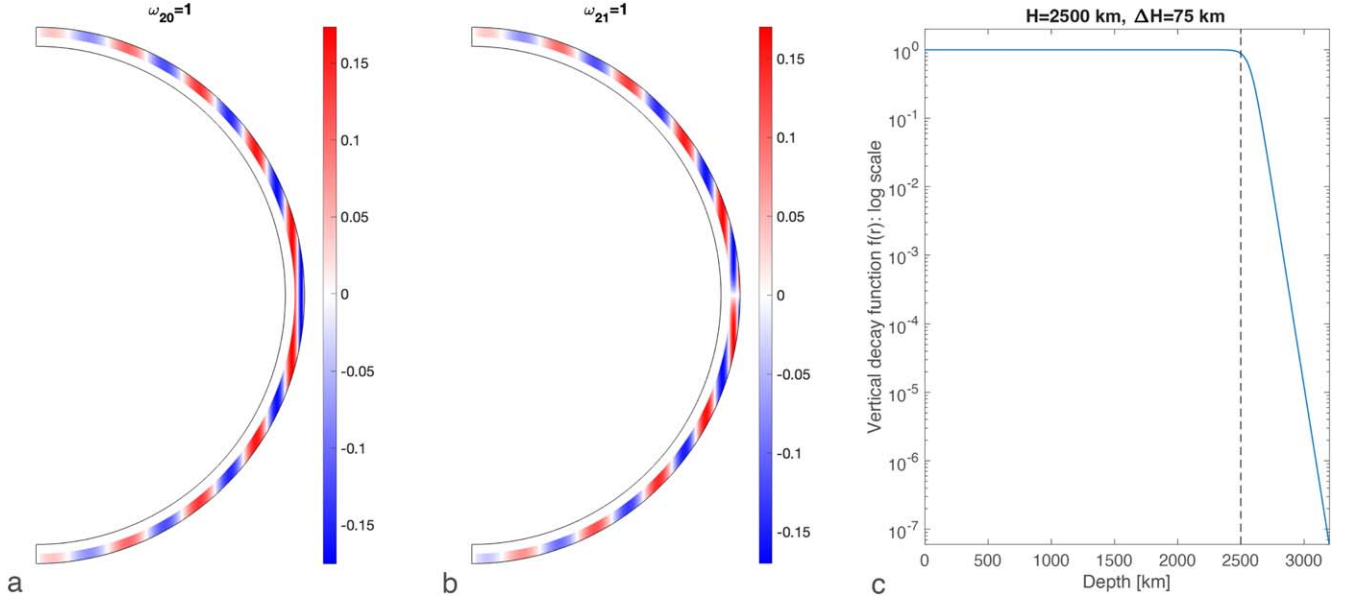 ω20=1
0.15
0.1
0.05
0
-0.05
-0.1
-0.15
a
ω21=1
0.15
0.1
0.05
0
-0.05
-0.1
-0.15
b
H=2500 km, ΔH=75 km
Vertical decay function f(r): log scale
10^0
10^-1
10^-2
10^-3
10^-4
10^-5
10^-6
10^-7
0 500 1000 1500 2000 2500 3000
Depth [km]
c